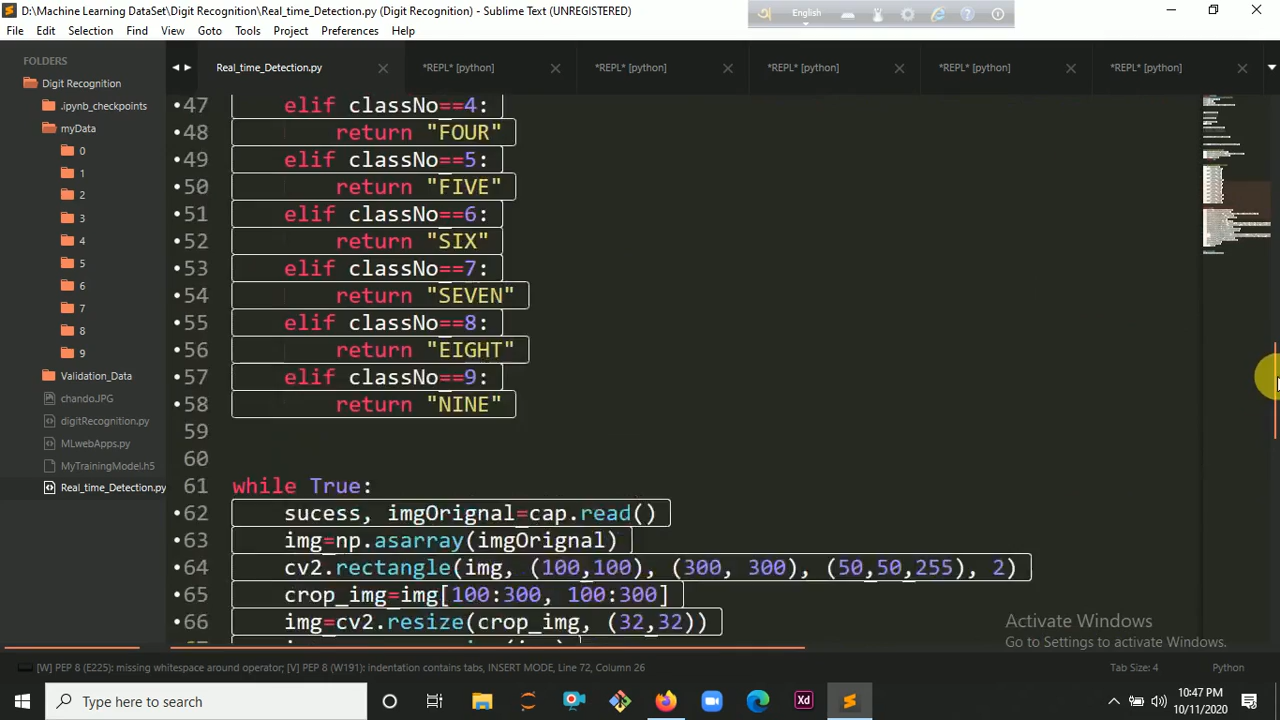 D:\Machine Learning DataSet\Digit Recognition\Real_time_Detection.py (Digit Recognition) - Sublime Text (UNREGISTERED)
English
File Edit Selection Find View Goto Tools Project Preferences Help
FOLDERS
Digit Recognition
.ipynb_checkpoints
myData
0
1
2
3
4
5
6
7
8
9
Validation_Data
chando.JPG
digitRecognition.py
MLwebApps.py
MyTrainingModel.h5
Real_time_Detection.py
Real_time_Detection.py *REPL* [python] *REPL* [python] *REPL* [python] *REPL* [python] *REPL* [python]
47 elif classNo==4:
48 return "FOUR"
49 elif classNo==5:
50 return "FIVE"
51 elif classNo==6:
52 return "SIX"
53 elif classNo==7:
54 return "SEVEN"
55 elif classNo==8:
56 return "EIGHT"
57 elif classNo==9:
58 return "NINE"
59
60
61 while True:
62 sucess, imgOrignal=cap.read()
63 img=np.asarray(imgOrignal)
64 cv2.rectangle(img, (100,100), (300, 300), (50,50,255), 2)
65 crop_img=img[100:300, 100:300]
66 img=cv2.resize(crop_img, (32,32))
Activate Windows
Go to Settings to activate Windows.
[W] PEP 8 (E225): missing whitespace around operator; [V] PEP 8 (W191): indentation contains tabs, INSERT MODE, Line 72, Column 26
Tab Size: 4
Python
Type here to search
Xd
10:47 PM
10/11/2020